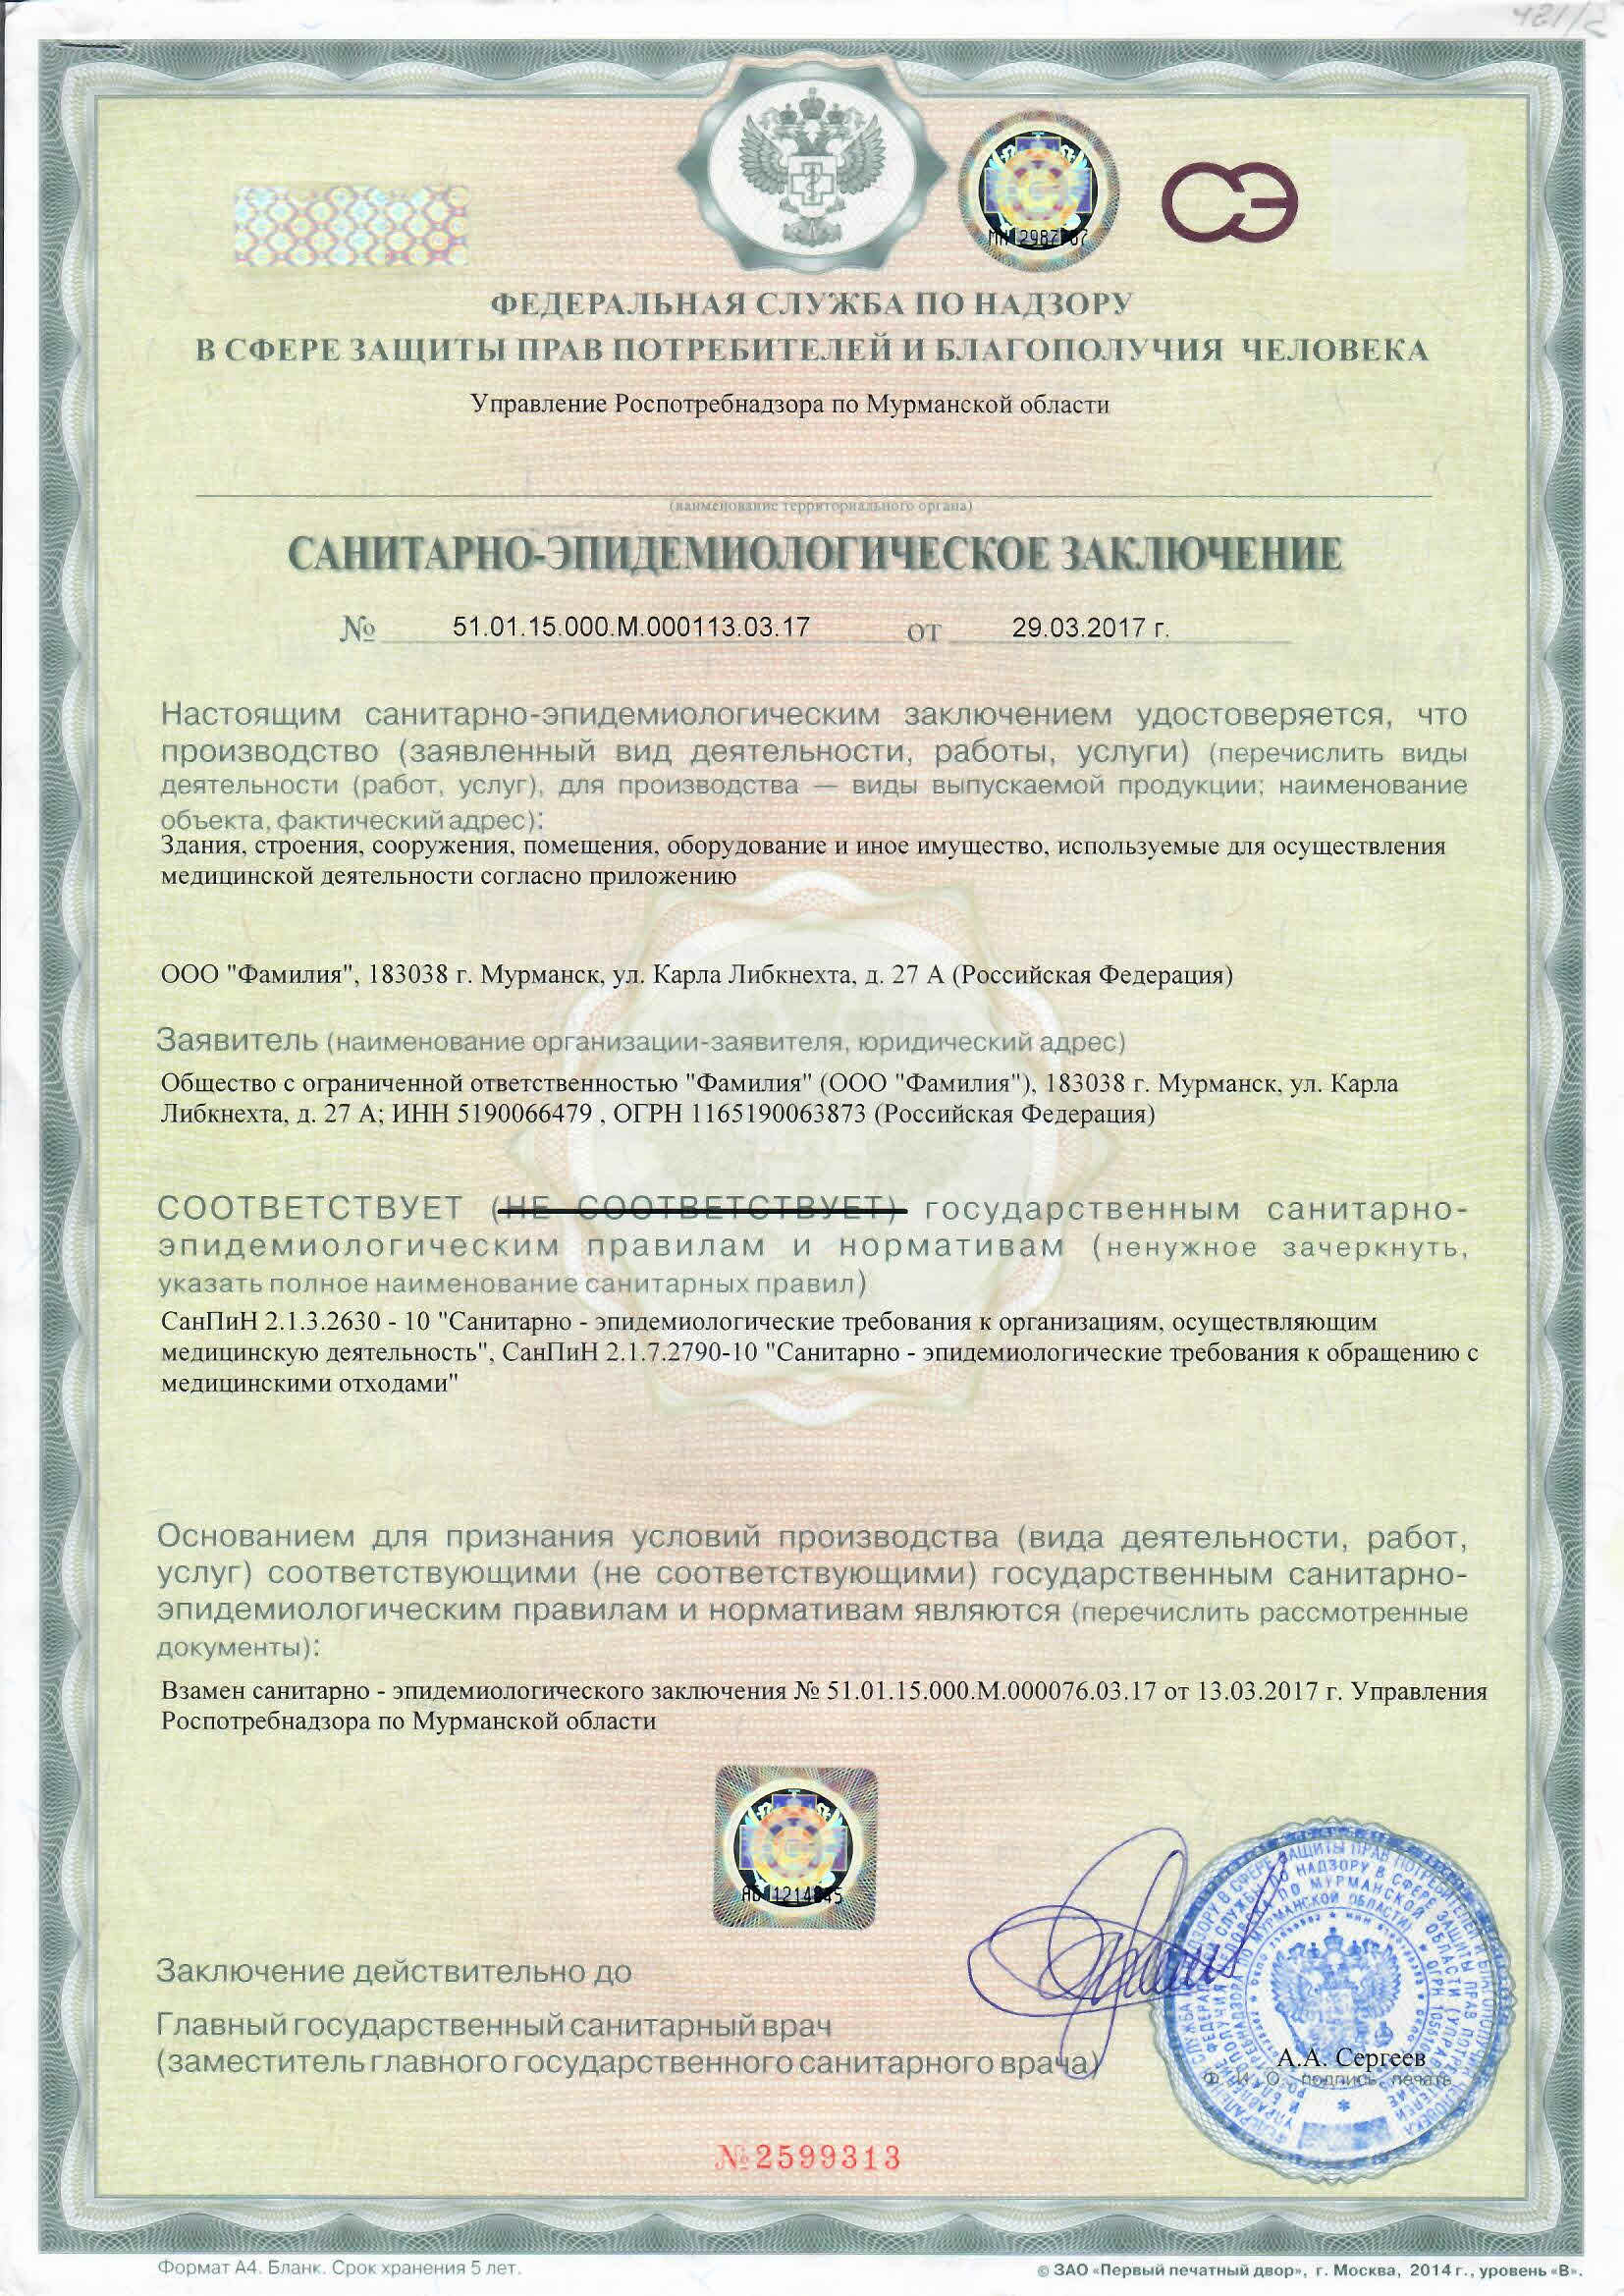 421/2
СЭ
ФЕДЕРАЛЬНАЯ СЛУЖБА ПО НАДЗОРУ
В СФЕРЕ ЗАЩИТЫ ПРАВ ПОТРЕБИТЕЛЕЙ И БЛАГОПОЛУЧИЯ ЧЕЛОВЕКА
Управление Роспотребнадзора по Мурманской области
(наименование территориального органа)
САНИТАРНО-ЭПИДЕМИОЛОГИЧЕСКОЕ ЗАКЛЮЧЕНИЕ
№ 51.01.15.000.М.000113.03.17 от 29.03.2017 г.
Настоящим санитарно-эпидемиологическим заключением удостоверяется, что
производство (заявленный вид деятельности, работы, услуги) (перечислить виды
деятельности (работ, услуг), для производства — виды выпускаемой продукции; наименование
объекта, фактический адрес):
Здания, строения, сооружения, помещения, оборудование и иное имущество, используемые для осуществления
медицинской деятельности согласно приложению
ООО "Фамилия", 183038 г. Мурманск, ул. Карла Либкнехта, д. 27 А (Российская Федерация)
Заявитель (наименование организации-заявителя, юридический адрес)
Общество с ограниченной ответственностью "Фамилия" (ООО "Фамилия"), 183038 г. Мурманск, ул. Карла
Либкнехта, д. 27 А; ИНН 5190066479 , ОГРН 1165190063873 (Российская Федерация)
СООТВЕТСТВУЕТ (НЕ СООТВЕТСТВУЕТ) государственным санитарно-
эпидемиологическим правилам и нормативам (ненужное зачеркнуть,
указать полное наименование санитарных правил)
СанПиН 2.1.3.2630 - 10 "Санитарно - эпидемиологические требования к организациям, осуществляющим
медицинскую деятельность", СанПиН 2.1.7.2790-10 "Санитарно - эпидемиологические требования к обращению с
медицинскими отходами"
Основанием для признания условий производства (вида деятельности, работ,
услуг) соответствующими (не соответствующими) государственным санитарно-
эпидемиологическим правилам и нормативам являются (перечислить рассмотренные
документы):
Взамен санитарно - эпидемиологического заключения № 51.01.15.000.М.000076.03.17 от 13.03.2017 г. Управления
Роспотребнадзора по Мурманской области
Заключение действительно до
Главный государственный санитарный врач
(заместитель главного государственного санитарного врача)
А.А. Сергеев
Ф. И. О., подпись, печать
№2599313
Формат А4. Бланк. Срок хранения 5 лет.
© ЗАО «Первый печатный двор», г. Москва, 2014 г., уровень «В».